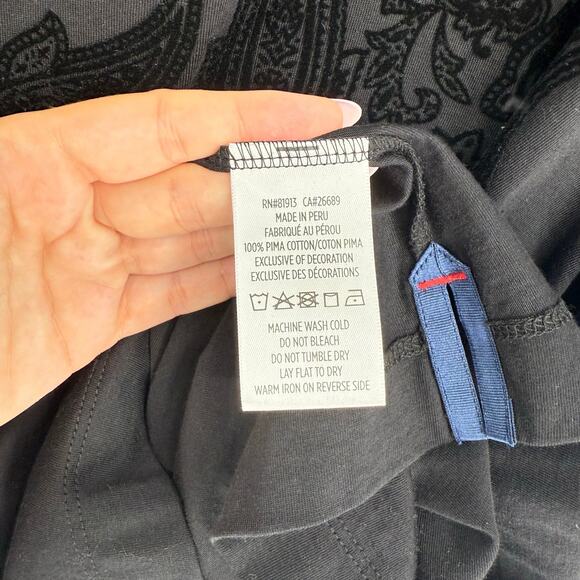 RN#81913 CA#26689
MADE IN PERU
FABRIQUÉ AU PÉROU
100% PIMA COTTON/COTON PIMA
EXCLUSIVE OF DECORATION
EXCLUSIF DES DÉCORATIONS
MACHINE WASH COLD
DO NOT BLEACH
DO NOT TUMBLE DRY
LAY FLAT TO DRY
WARM IRON ON REVERSE SIDE